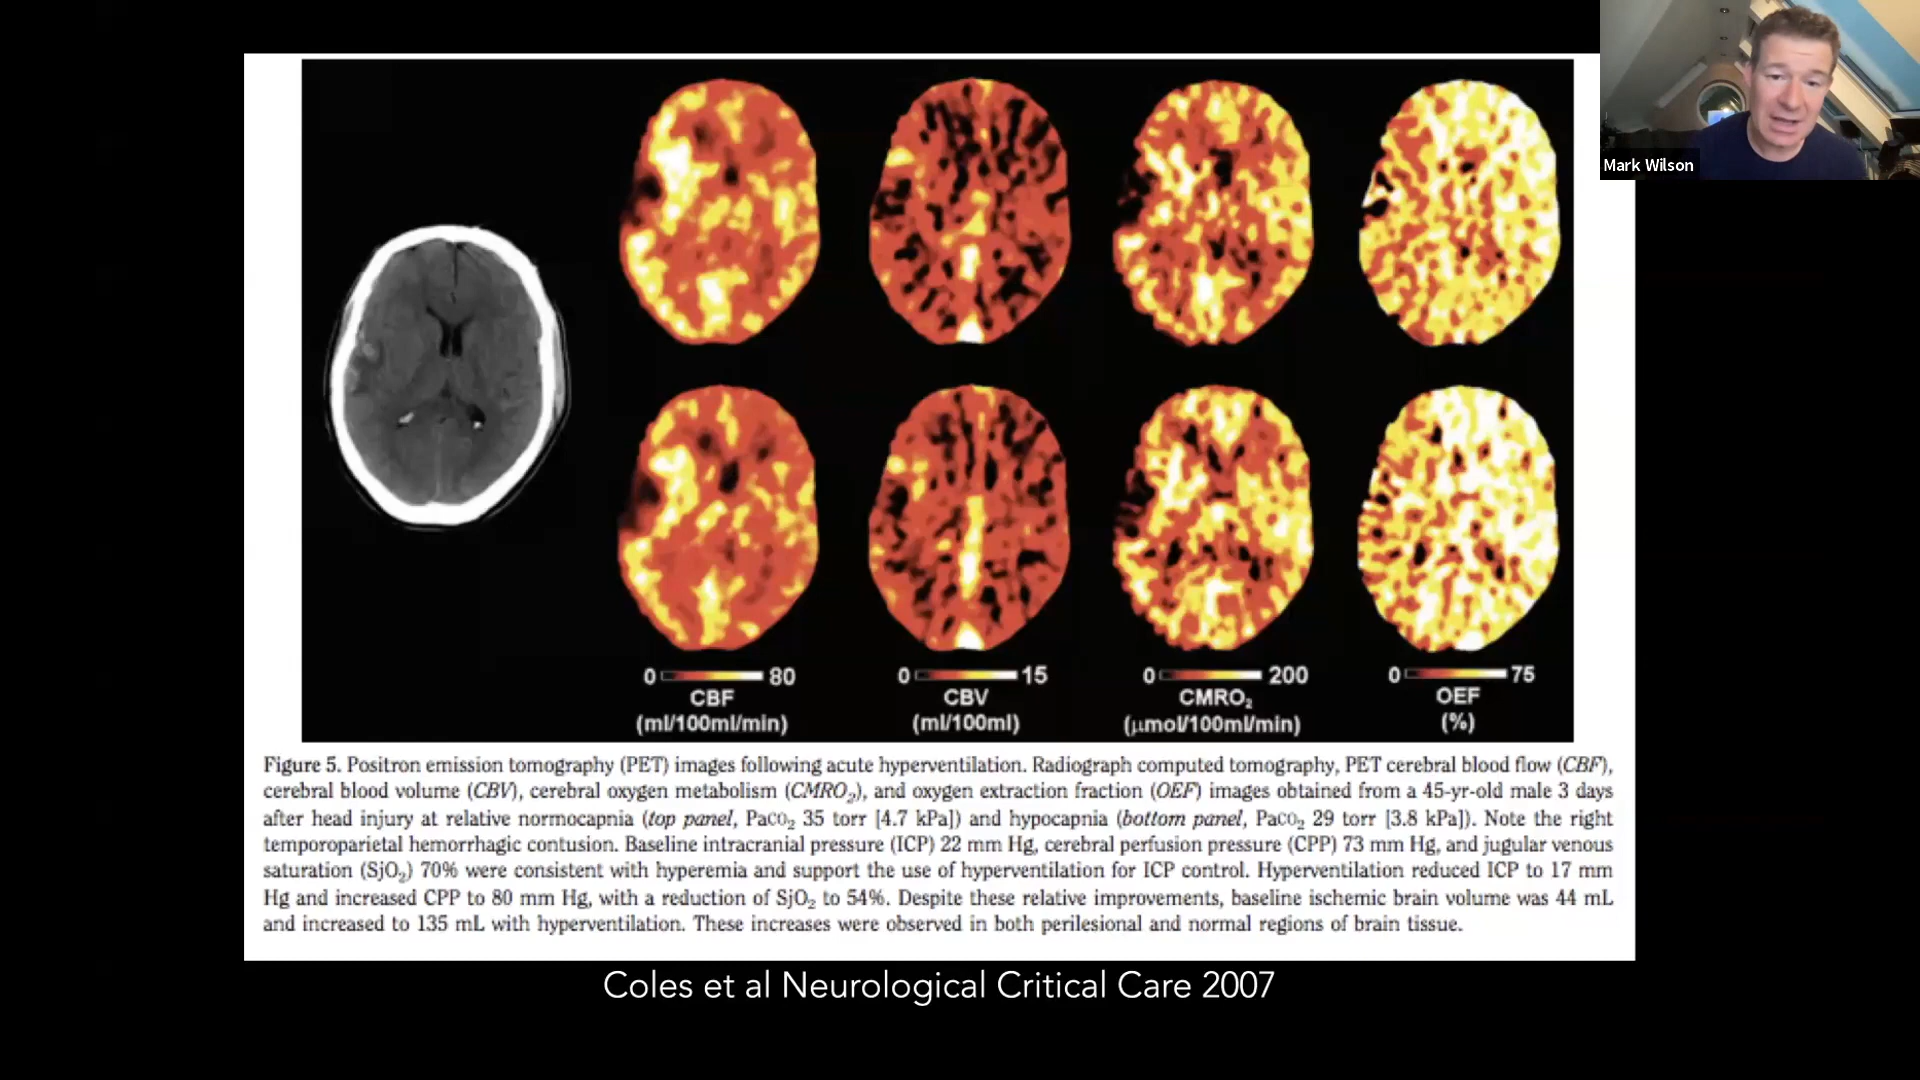 Mark Wilson
0 80
CBF
(ml/100ml/min)
0 15
CBV
(ml/100ml)
0 200
CMRO₂
(μmol/100ml/min)
0 75
OEF
(%)
Figure 5. Positron emission tomography (PET) images following acute hyperventilation. Radiograph computed tomography, PET cerebral blood flow (CBF),
cerebral blood volume (CBV), cerebral oxygen metabolism (CMRO₂), and oxygen extraction fraction (OEF) images obtained from a 45-yr-old male 3 days
after head injury at relative normocapnia (top panel, PaCO₂ 35 torr [4.7 kPa]) and hypocapnia (bottom panel, PaCO₂ 29 torr [3.8 kPa]). Note the right
temporoparietal hemorrhagic contusion. Baseline intracranial pressure (ICP) 22 mm Hg, cerebral perfusion pressure (CPP) 73 mm Hg, and jugular venous
saturation (SjO₂) 70% were consistent with hyperemia and support the use of hyperventilation for ICP control. Hyperventilation reduced ICP to 17 mm
Hg and increased CPP to 80 mm Hg, with a reduction of SjO₂ to 54%. Despite these relative improvements, baseline ischemic brain volume was 44 mL
and increased to 135 mL with hyperventilation. These increases were observed in both perilesional and normal regions of brain tissue.
Coles et al Neurological Critical Care 2007